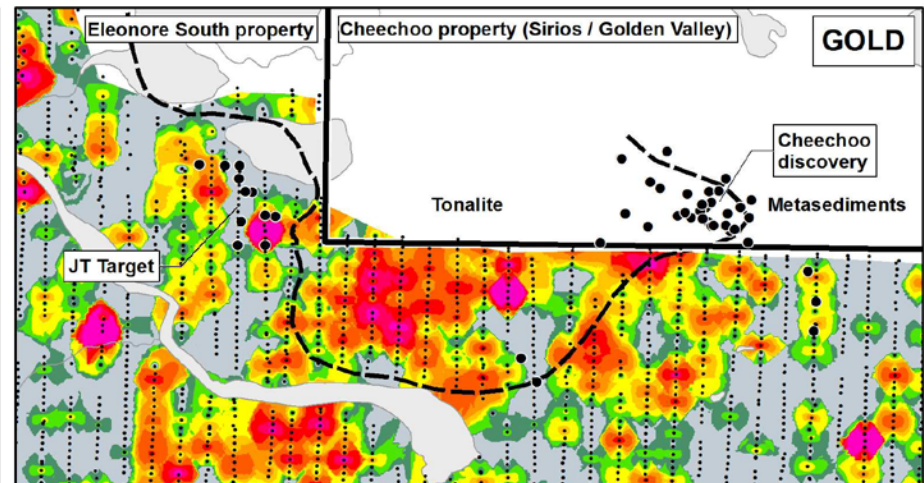 Eleonore South property
Cheechoo property (Sirios / Golden Valley)
GOLD
Cheechoo
discovery
Tonalite
Metasediments
JT Target